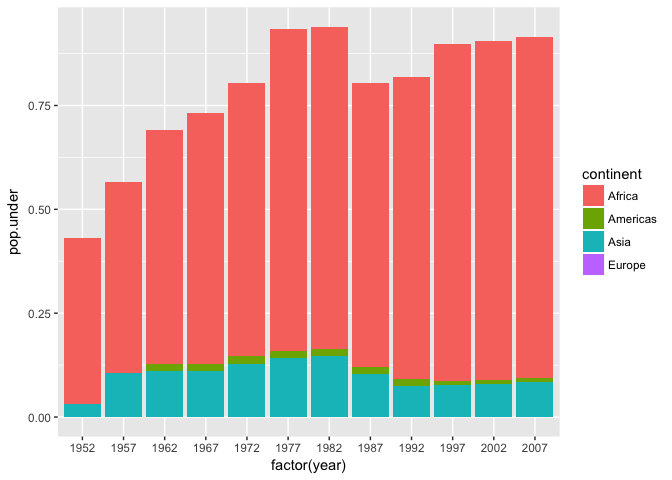 pop.under
0.75
0.50
0.25
0.00
1952 1957 1962 1967 1972 1977 1982 1987 1992 1997 2002 2007
factor(year)
continent
Africa
Americas
Asia
Europe